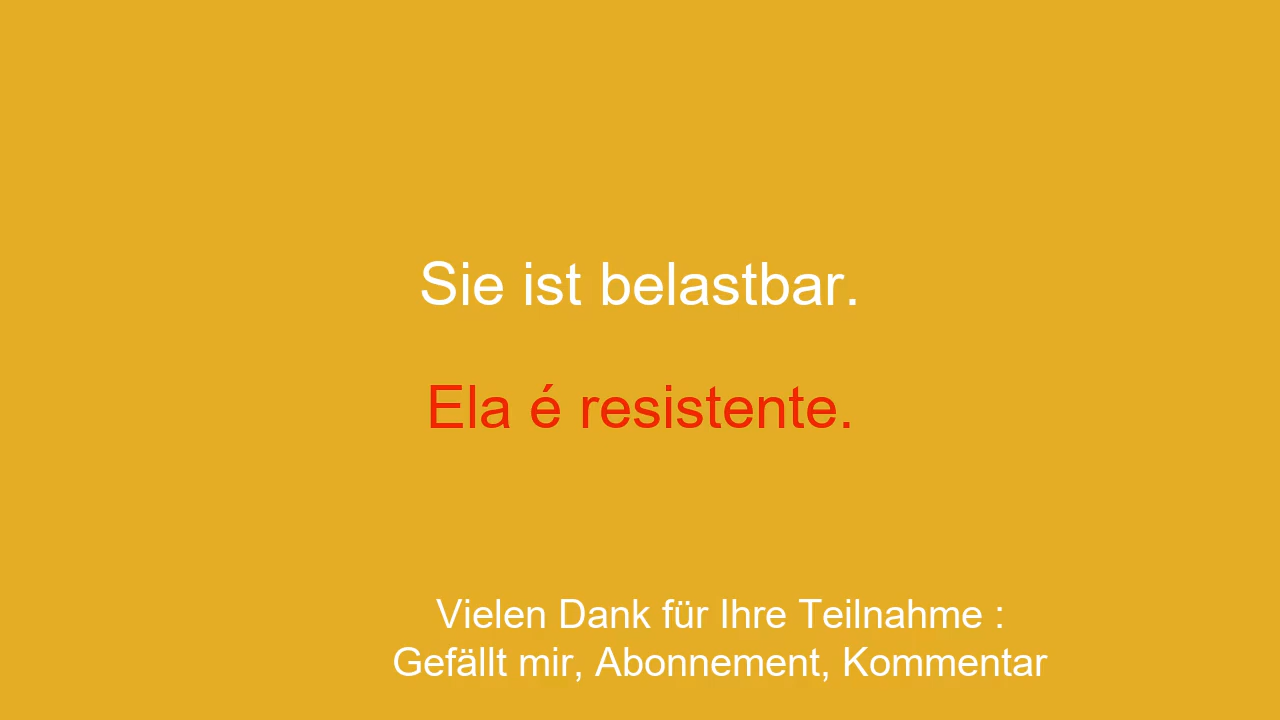 Sie ist belastbar.
Ela é resistente.
Vielen Dank für Ihre Teilnahme :
Gefällt mir, Abonnement, Kommentar